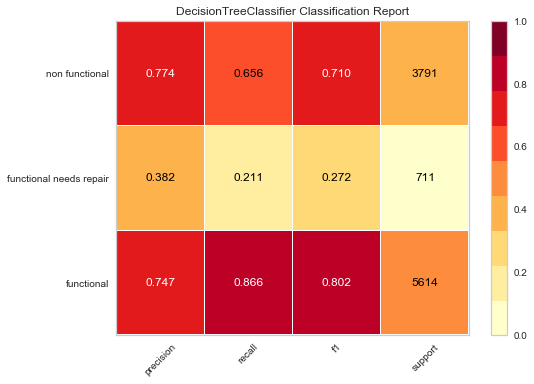 DecisionTreeClassifier Classification Report
non functional 0.774 0.656 0.710 3791
functional needs repair 0.382 0.211 0.272 711
functional 0.747 0.866 0.802 5614
precision recall f1 support
1.0
0.8
0.6
0.4
0.2
0.0